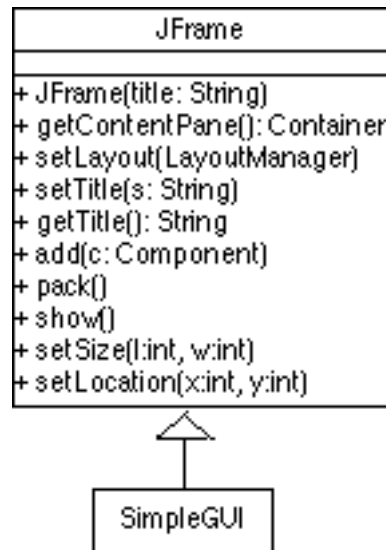 JFrame
+ JFrame(title: String)
+ getContentPane(): Container
+ setLayout(LayoutManager)
+ setTitle(s: String)
+ getTitle(): String
+ add(c: Component)
+ pack()
+ show()
+ setSize(l:int, w:int)
+ setLocation(x:int, y:int)
SimpleGUI